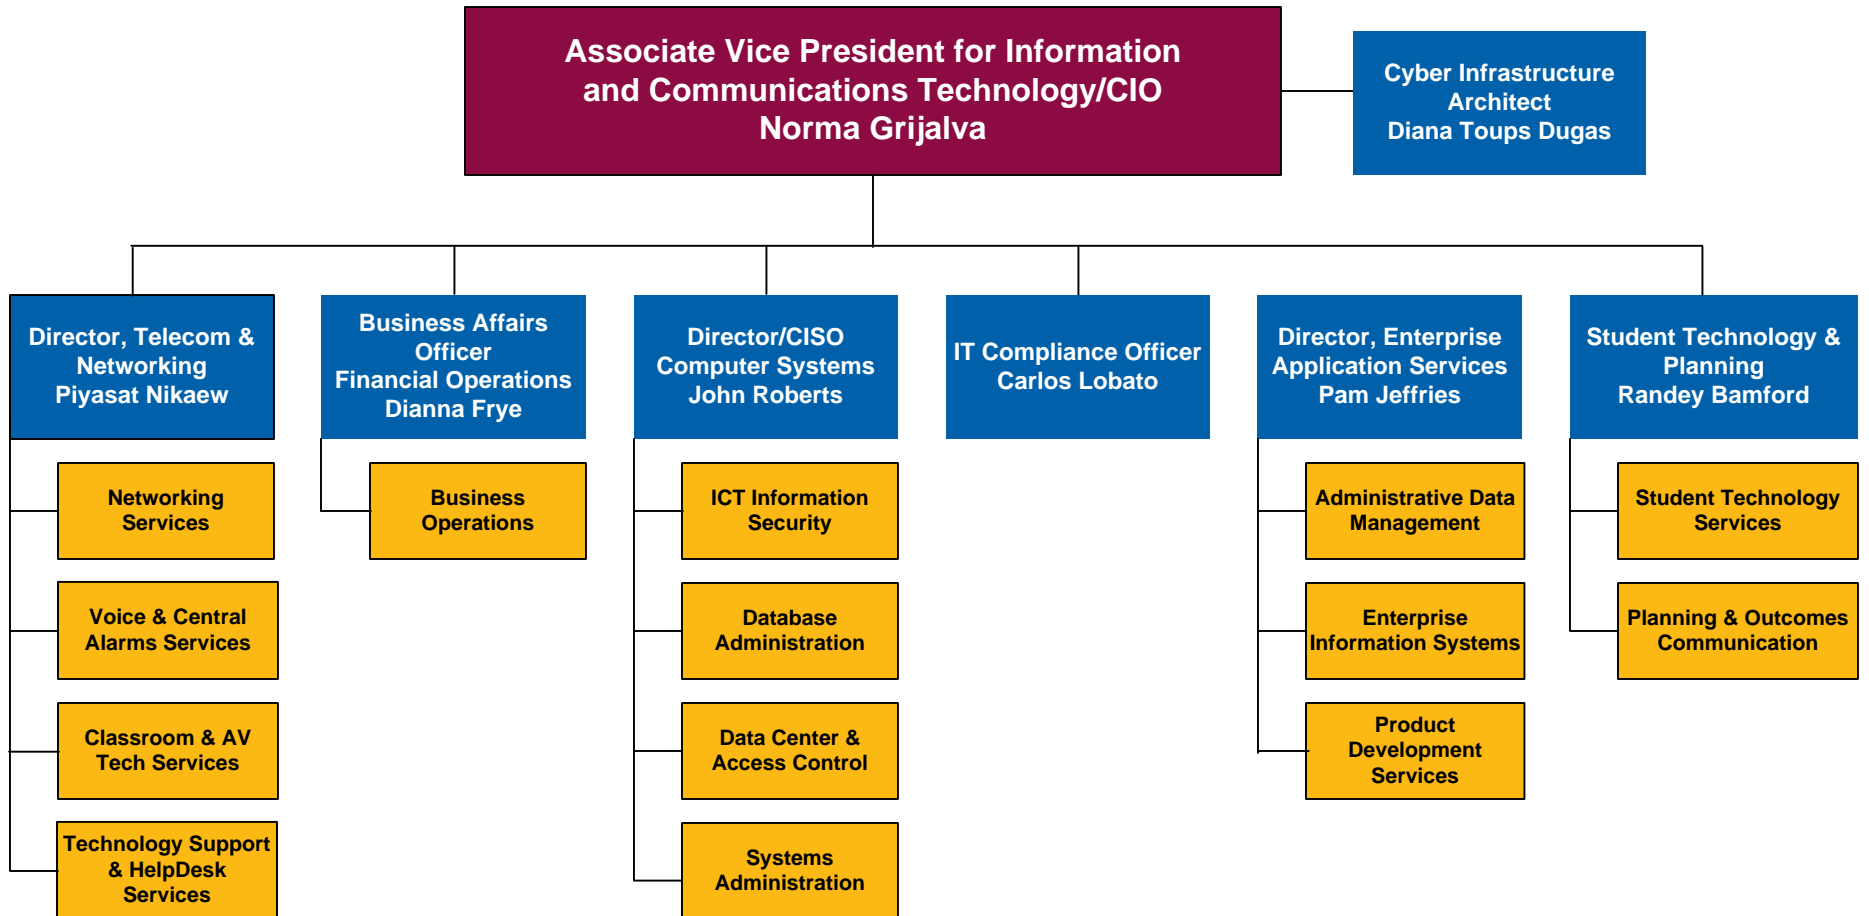 Associate Vice President for Information
and Communications Technology/CIO
Norma Grijalva
Cyber Infrastructure
Architect
Diana Toups Dugas
Director, Telecom &
Networking
Piyasat Nikaew
Business Affairs
Officer
Financial Operations
Dianna Frye
Director/CISO
Computer Systems
John Roberts
IT Compliance Officer
Carlos Lobato
Director, Enterprise
Application Services
Pam Jeffries
Student Technology &
Planning
Randey Bamford
Networking
Services
Voice & Central
Alarms Services
Classroom & AV
Tech Services
Technology Support
& HelpDesk
Services
Business
Operations
ICT Information
Security
Database
Administration
Data Center &
Access Control
Systems
Administration
Administrative Data
Management
Enterprise
Information Systems
Product
Development
Services
Student Technology
Services
Planning & Outcomes
Communication